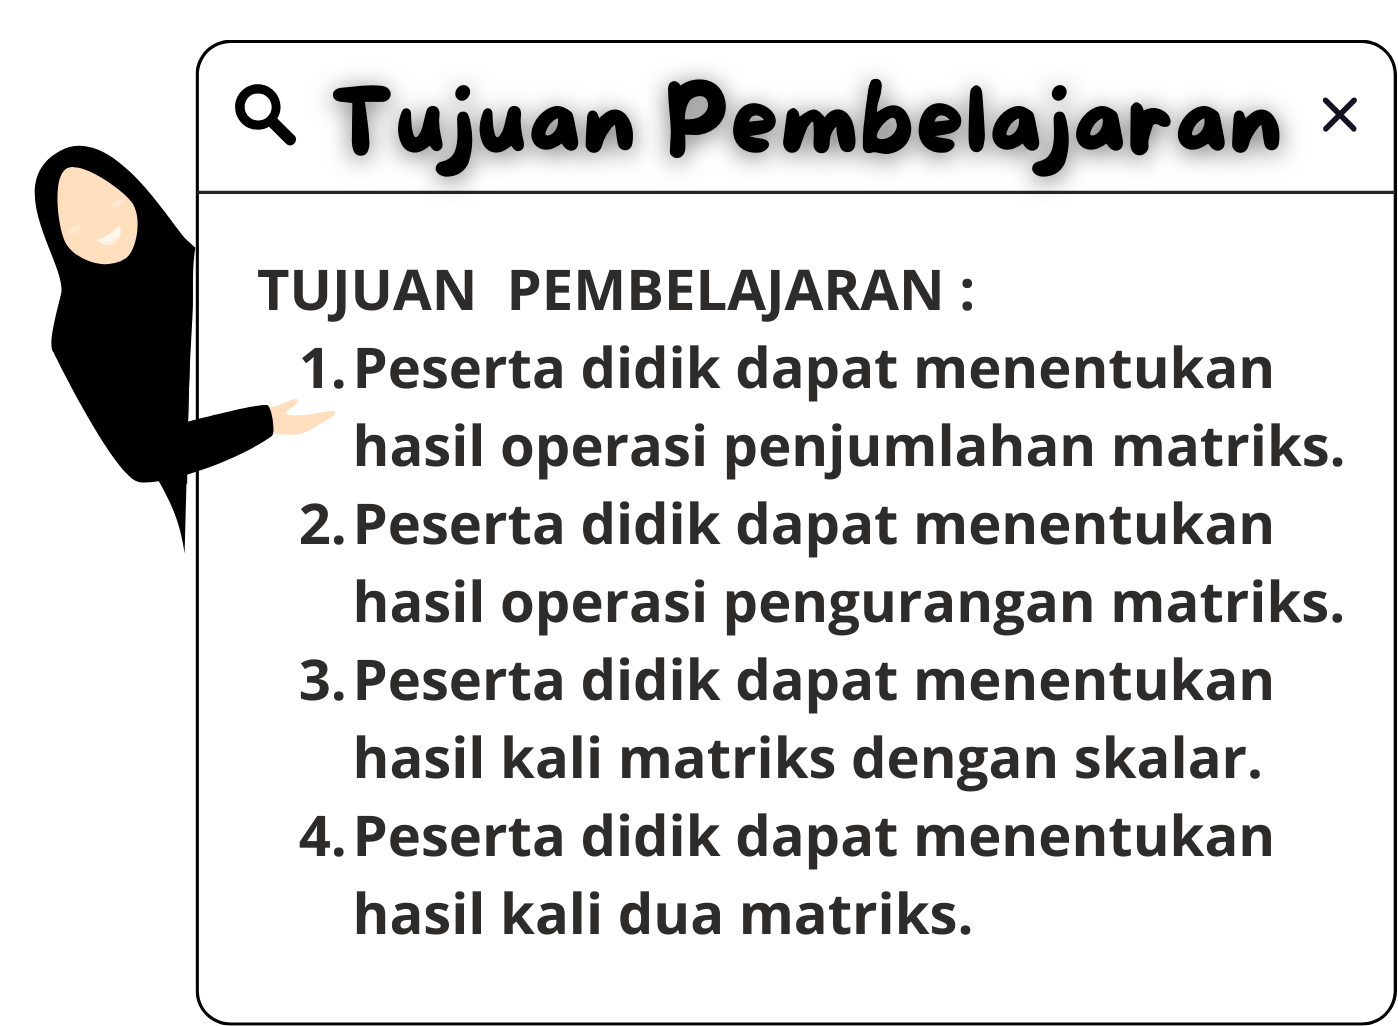 Tujuan Pembelajaran
TUJUAN PEMBELAJARAN :
1. Peserta didik dapat menentukan
hasil operasi penjumlahan matriks.
2. Peserta didik dapat menentukan
hasil operasi pengurangan matriks.
3. Peserta didik dapat menentukan
hasil kali matriks dengan skalar.
4. Peserta didik dapat menentukan
hasil kali dua matriks.